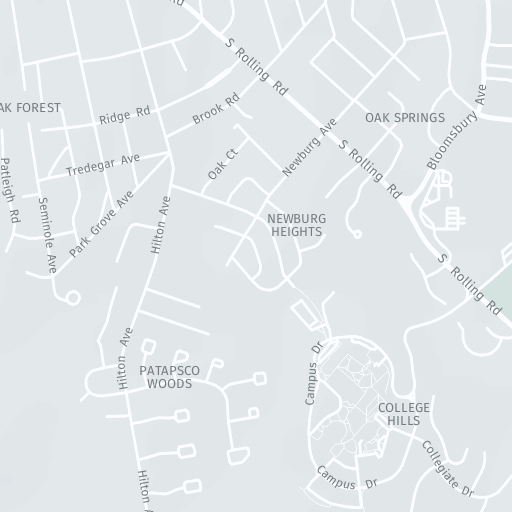 Rd
S Rolling Rd
AK FOREST
Ridge Rd
Brook Rd
OAK SPRINGS
Bloomsbury Ave
S Rolling Rd
Newburg Ave
Tredegar Ave
Oak Ct
Patleigh Rd
Seminole Ave
Park Grove Ave
Hilton Ave
NEWBURG
HEIGHTS
S Rolling Rd
Hilton Ave
PATAPSCO
WOODS
Campus Dr
COLLEGE
HILLS
Collegiate Dr
Campus Dr
Hilton A